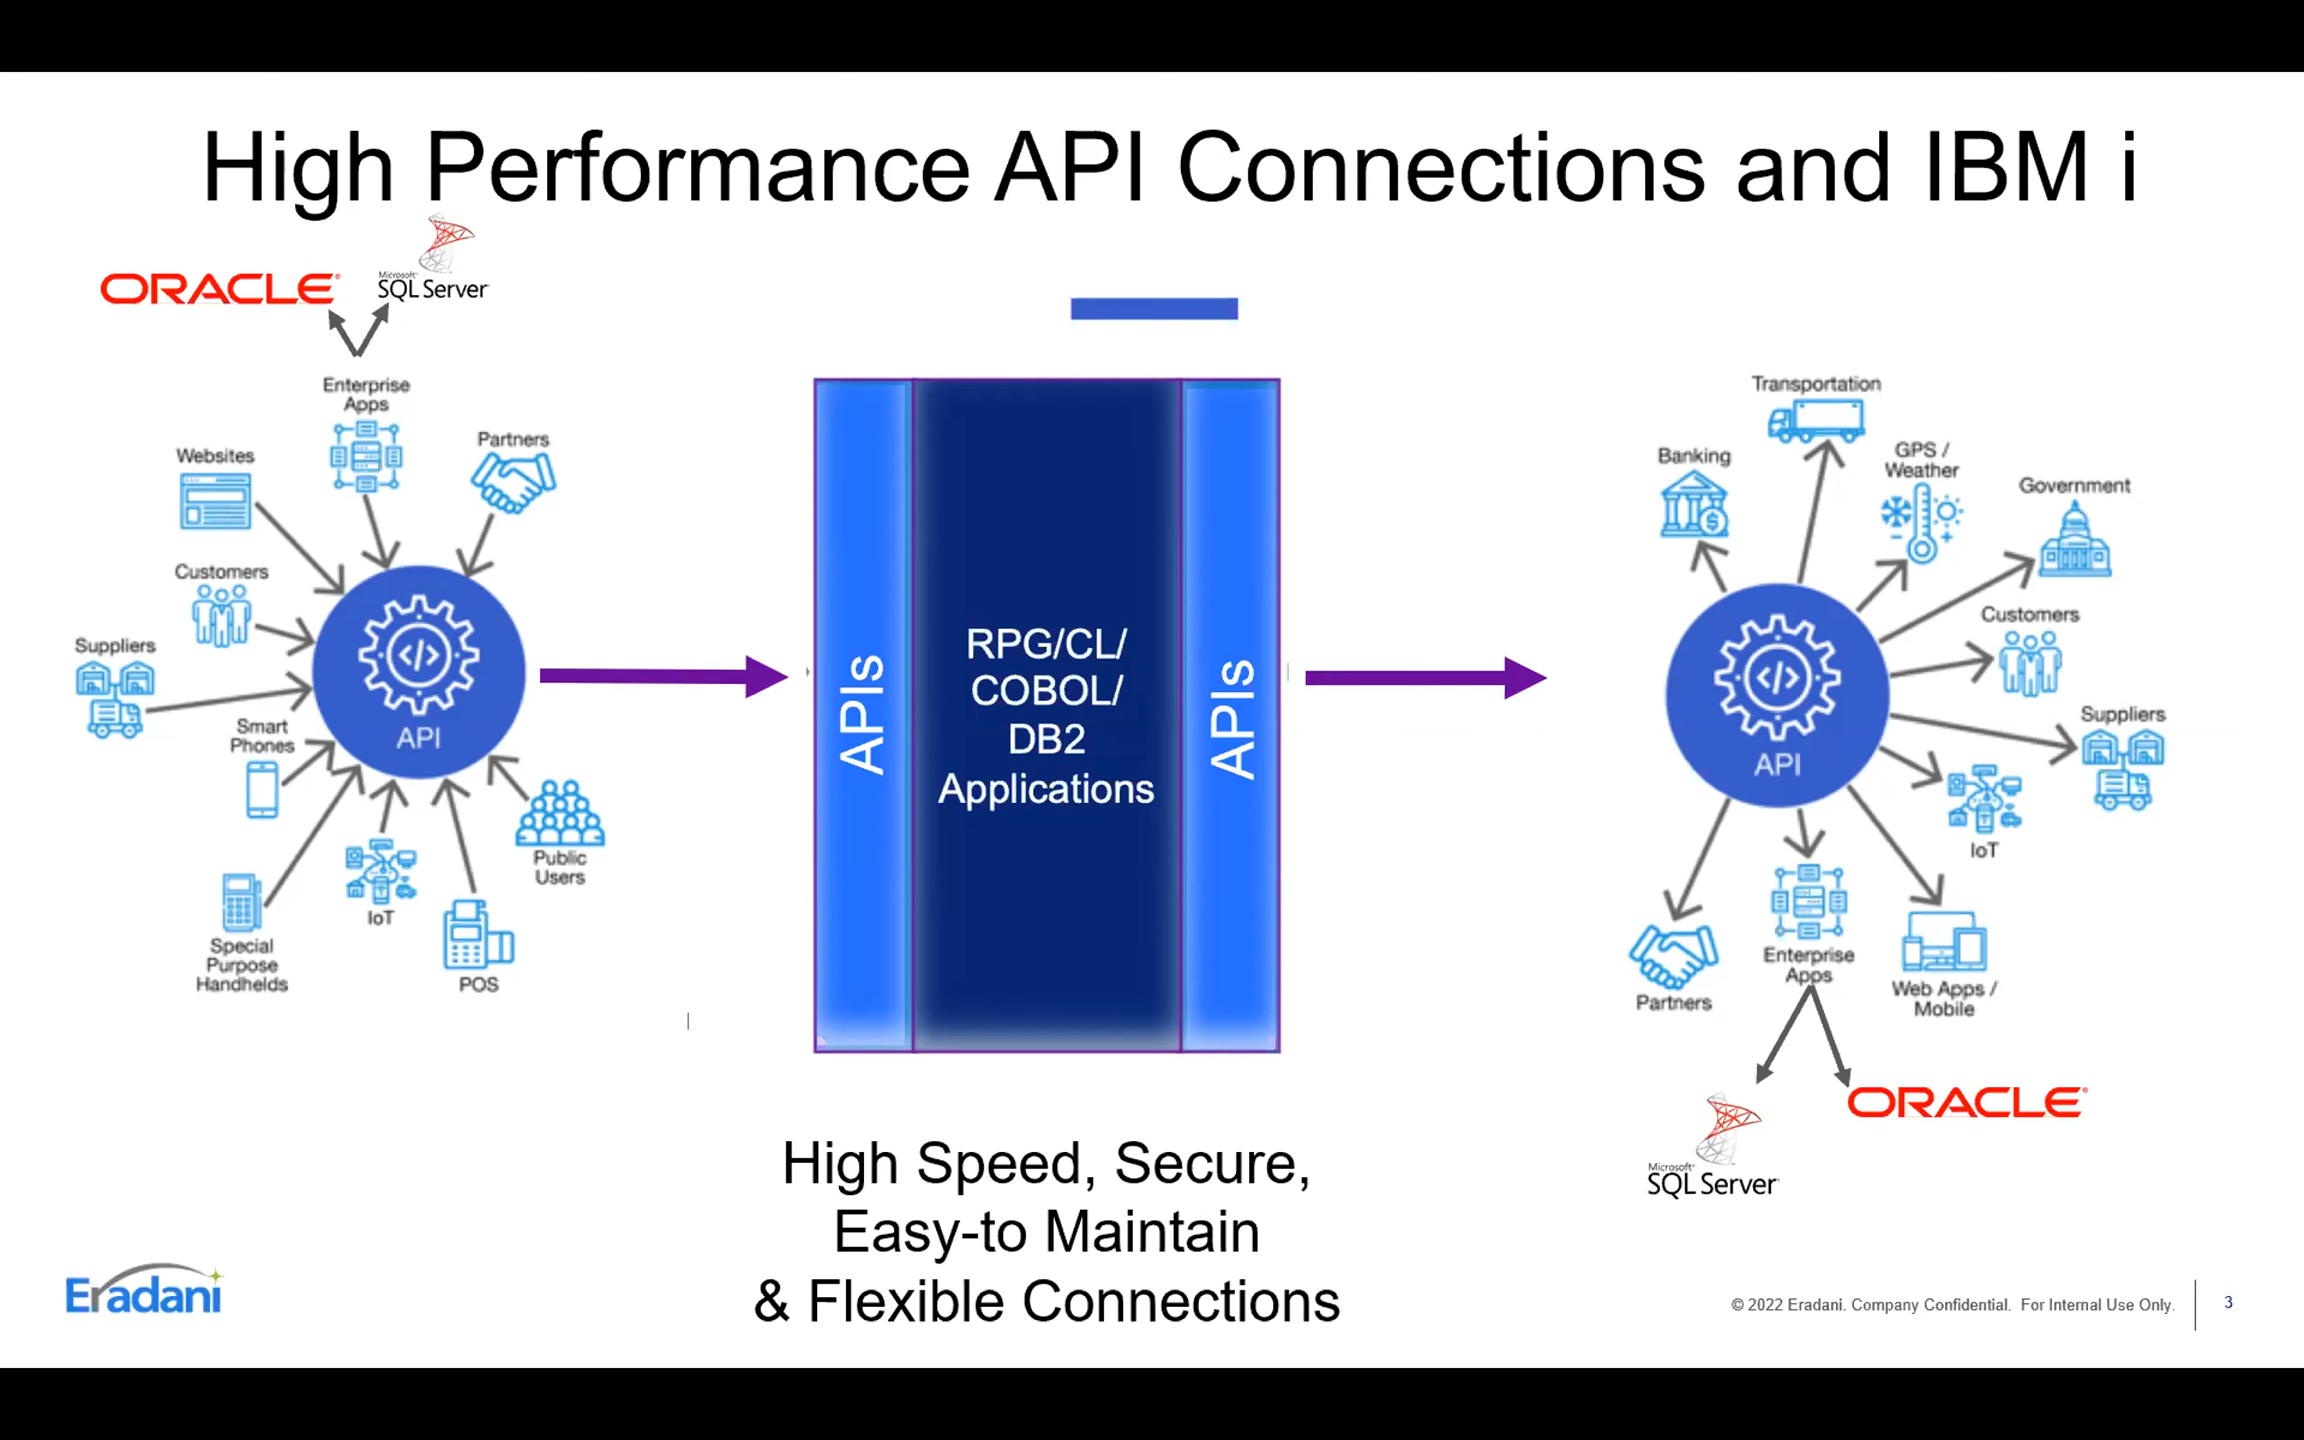 High Performance API Connections and IBM i
ORACLE®
Microsoft®
SQL Server
Enterprise
Apps
Websites
Partners
Customers
Suppliers
Smart
Phones
API
Special
Purpose
Handhelds
IoT
POS
Public
Users
APIs
RPG/CL/
COBOL/
DB2
Applications
APIs
Transportation
Banking
GPS /
Weather
Government
Customers
Suppliers
API
IoT
Partners
Enterprise
Apps
Web Apps /
Mobile
Microsoft®
SQL Server
ORACLE®
High Speed, Secure,
Easy-to Maintain
& Flexible Connections
Eradani
© 2022 Eradani. Company Confidential. For Internal Use Only.
3